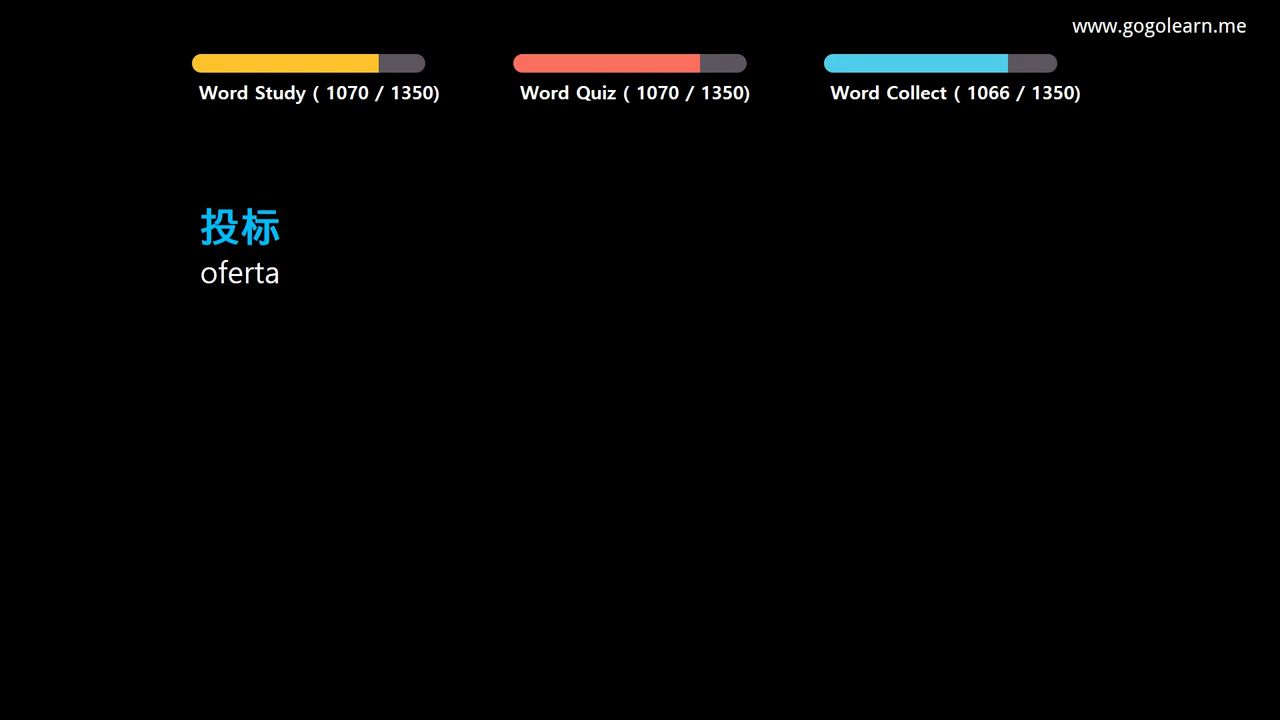 www.gogolearn.me
Word Study ( 1070 / 1350)
Word Quiz ( 1070 / 1350)
Word Collect ( 1066 / 1350)
投标
oferta